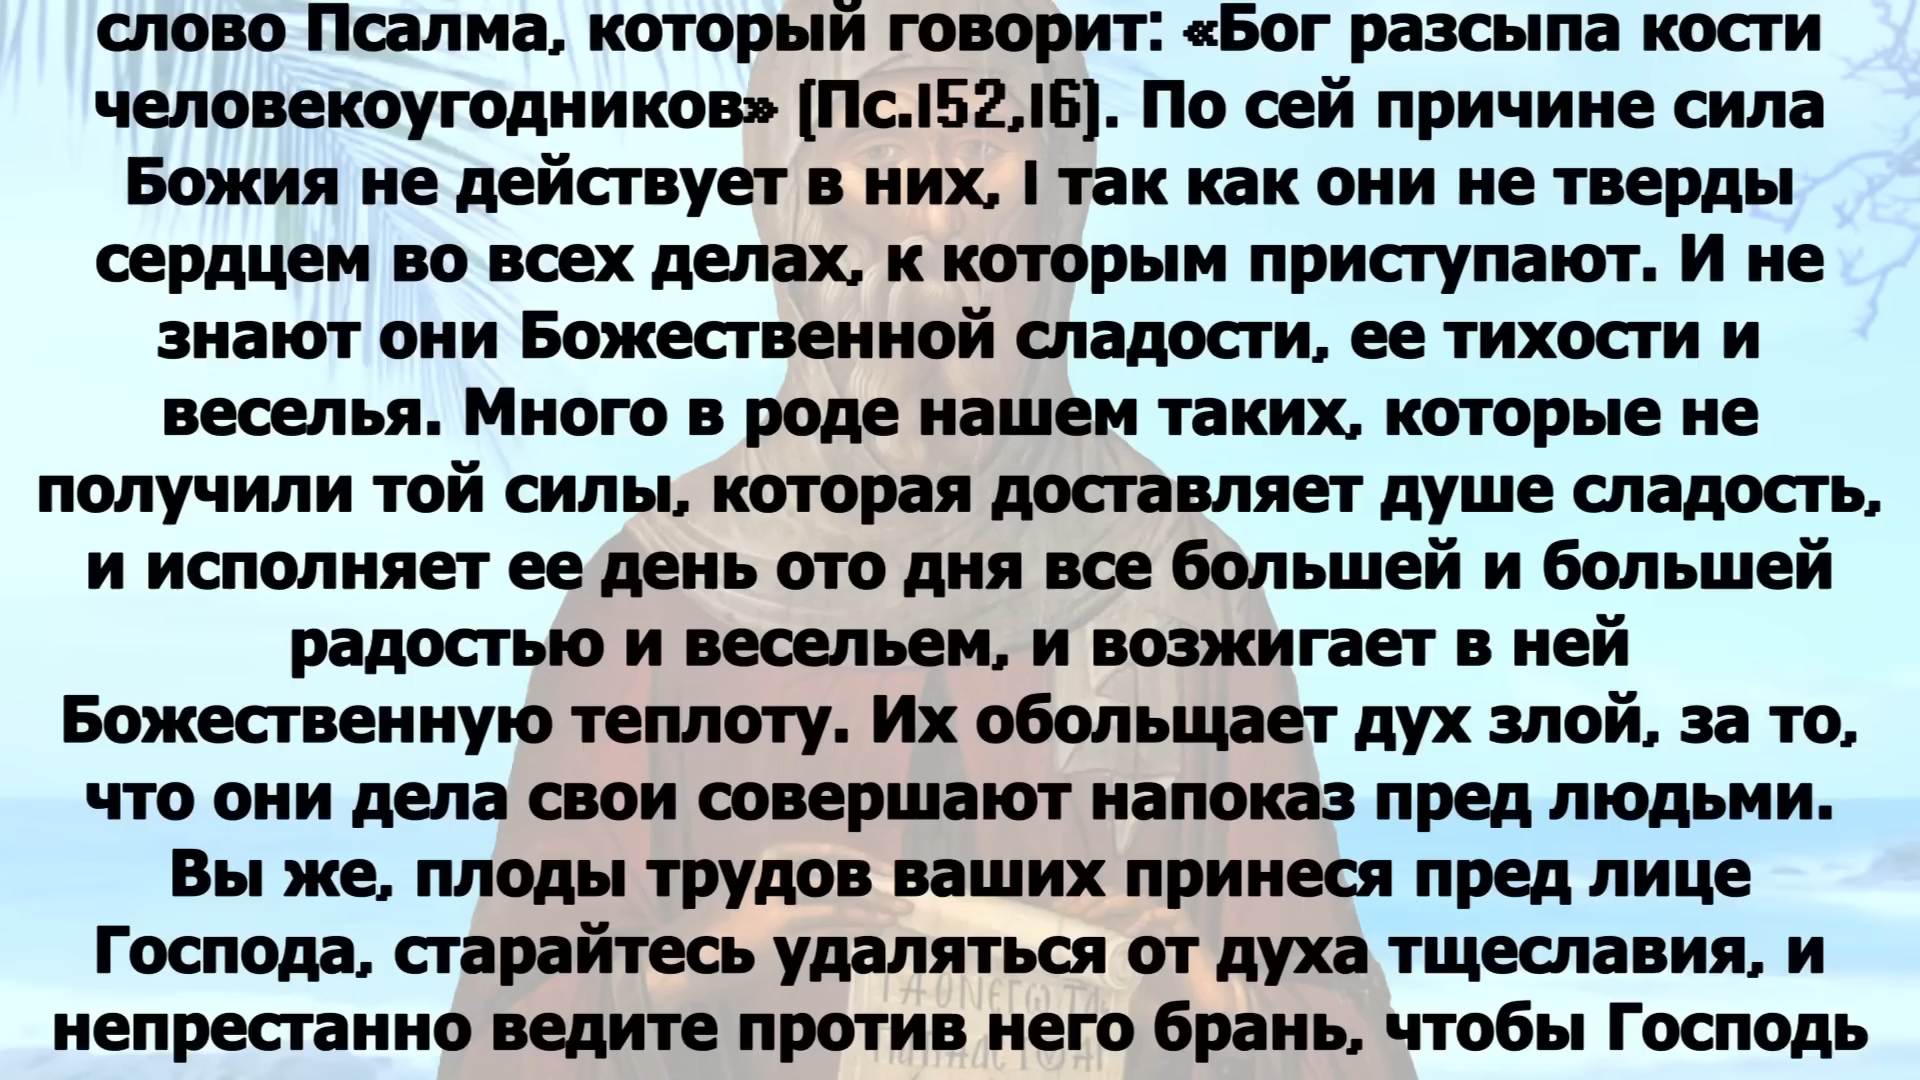 слово Псалма, который говорит: «Бог разсыпа кости
человекоугодников» (Пс.152,16). По сей причине сила
Божия не действует в них, | так как они не тверды
сердцем во всех делах, к которым приступают. И не
знают они Божественной сладости, ее тихости и
веселья. Много в роде нашем таких, которые не
получили той силы, которая доставляет душе сладость,
и исполняет ее день ото дня все большей и большей
радостью и весельем, и возжигает в ней
Божественную теплоту. Их обольщает дух злой, за то,
что они дела свои совершают напоказ пред людьми.
Вы же, плоды трудов ваших принеся пред лице
Господа, старайтесь удаляться от духа тщеславия, и
непрестанно ведите против него брань, чтобы Господь